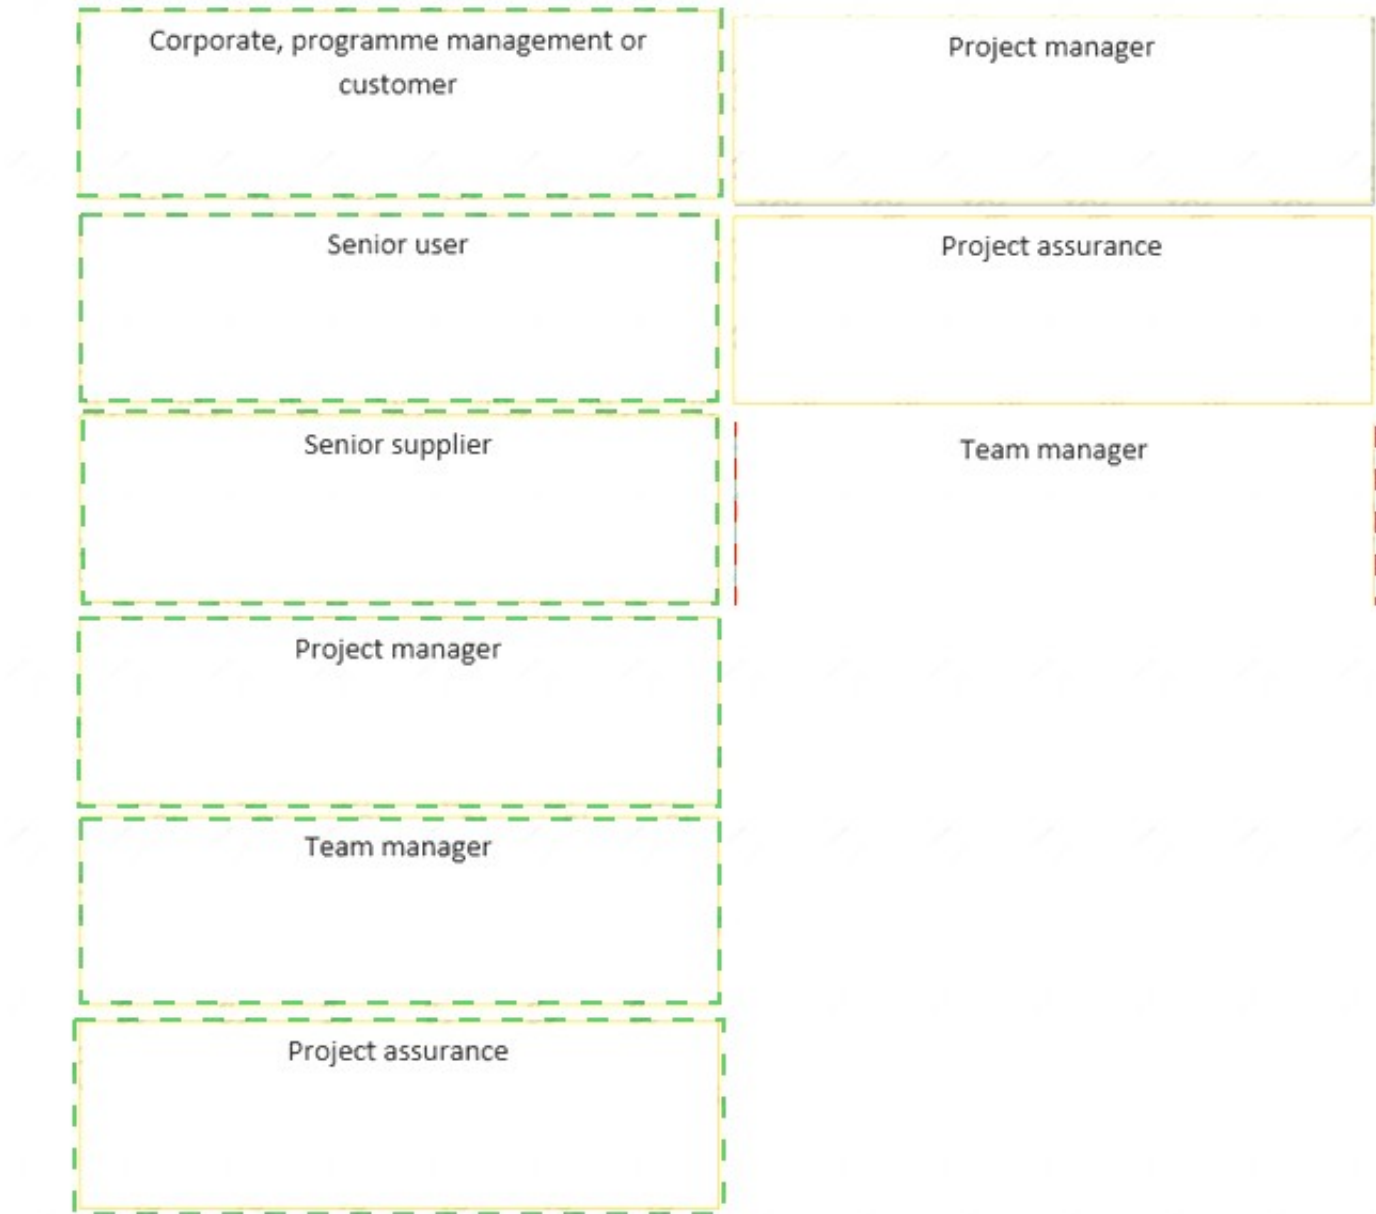 Corporate, programme management or
customer
Project manager
Senior user
Project assurance
Senior supplier
Team manager
Project manager
Team manager
Project assurance